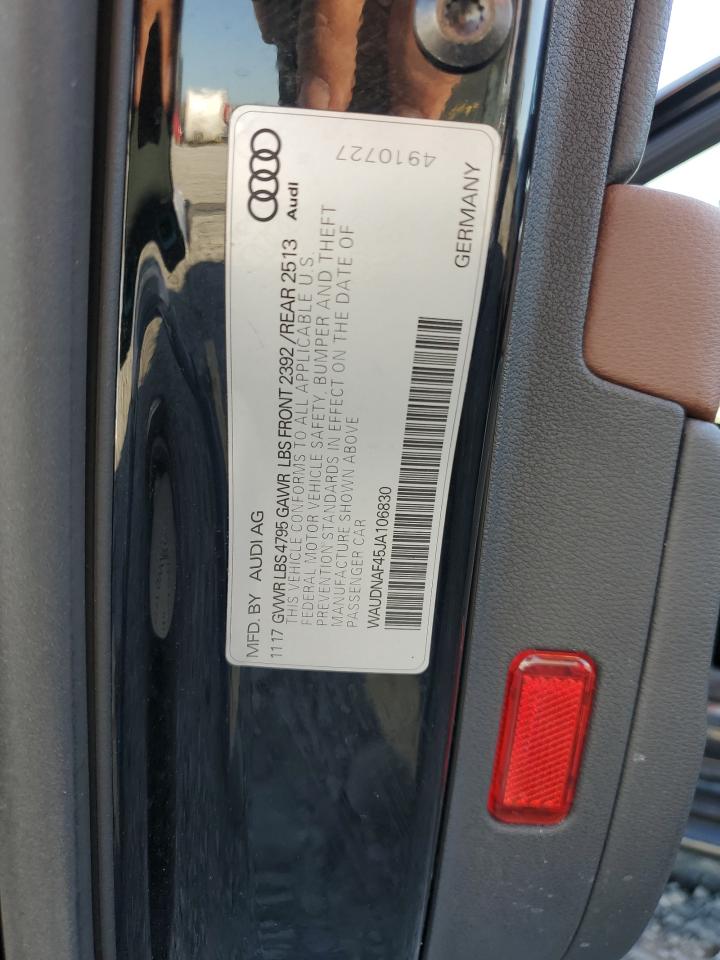 MFD. BY AUDI AG
Audi
4910727
1117 GVWR LBS 4795 GAWR LBS FRONT 2392 / REAR 2513
THIS VEHICLE CONFORMS TO ALL APPLICABLE U.S.
FEDERAL MOTOR VEHICLE SAFETY, BUMPER AND THEFT
PREVENTION STANDARDS IN EFFECT ON THE DATE OF
MANUFACTURE SHOWN ABOVE
PASSENGER CAR
WAUDNAF45JA106830
GERMANY